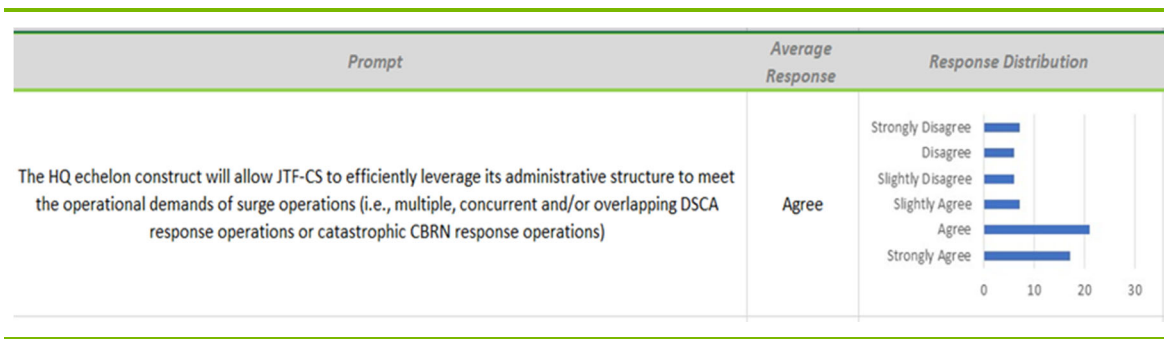 Prompt
Average
Response
Response Distribution
The HQ echelon construct will allow JTF-CS to efficiently leverage its administrative structure to meet
the operational demands of surge operations (i.e., multiple, concurrent and/or overlapping DSCA
response operations or catastrophic CBRN response operations)
Agree
Strongly Disagree
Disagree
Slightly Disagree
Slightly Agree
Agree
Strongly Agree
0 10 20 30